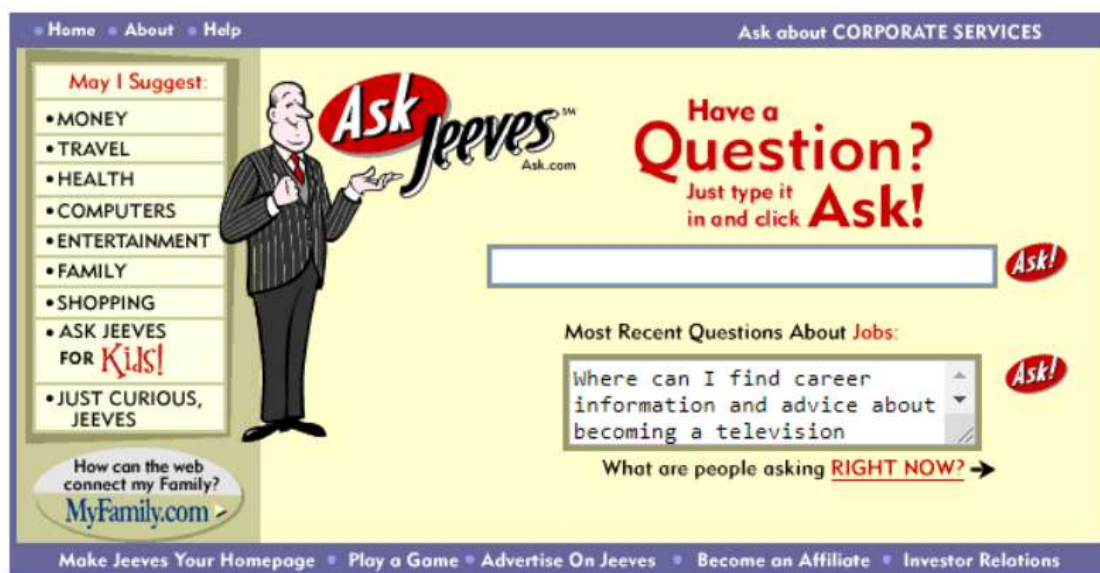 Home About Help
Ask about CORPORATE SERVICES
May I Suggest:
• MONEY
• TRAVEL
• HEALTH
• COMPUTERS
• ENTERTAINMENT
• FAMILY
• SHOPPING
• ASK JEEVES
FOR Kids!
• JUST CURIOUS,
JEEVES
How can the web
connect my Family?
MyFamily.com
Ask Jeeves℠
Ask.com
Have a
Question?
Just type it
in and click Ask!
Ask!
Most Recent Questions About Jobs:
Where can I find career
information and advice about
becoming a television
Ask!
What are people asking RIGHT NOW?
Make Jeeves Your Homepage • Play a Game • Advertise On Jeeves • Become an Affiliate • Investor Relations